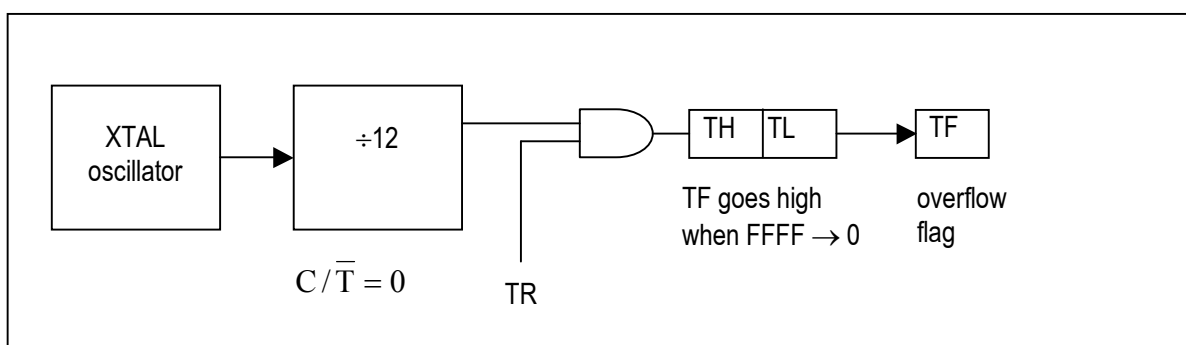 XTAL
oscillator
÷12
TH TL
TF
TF goes high
when FFFF → 0
overflow
flag
C/T̅ = 0
TR